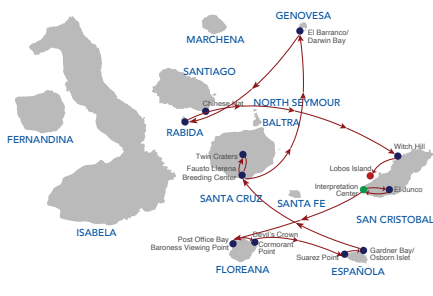 GENOVESA
El Barranco/
Darwin Bay
MARCHENA
SANTIAGO
Chinese Hat
NORTH SEYMOUR
RABIDA
BALTRA
FERNANDINA
Twin Craters
Fausto Llerena
Breeding Center
Witch Hill
Lobos Island
Interpretation
Center
El Junco
SANTA CRUZ
SANTA FE
SAN CRISTOBAL
ISABELA
Post Office Bay
Baroness Viewing Point
Devil's Crown
Cormorant
Point
FLOREANA
Suarez Point
Gardner Bay/
Osborn Islet
ESPAÑOLA